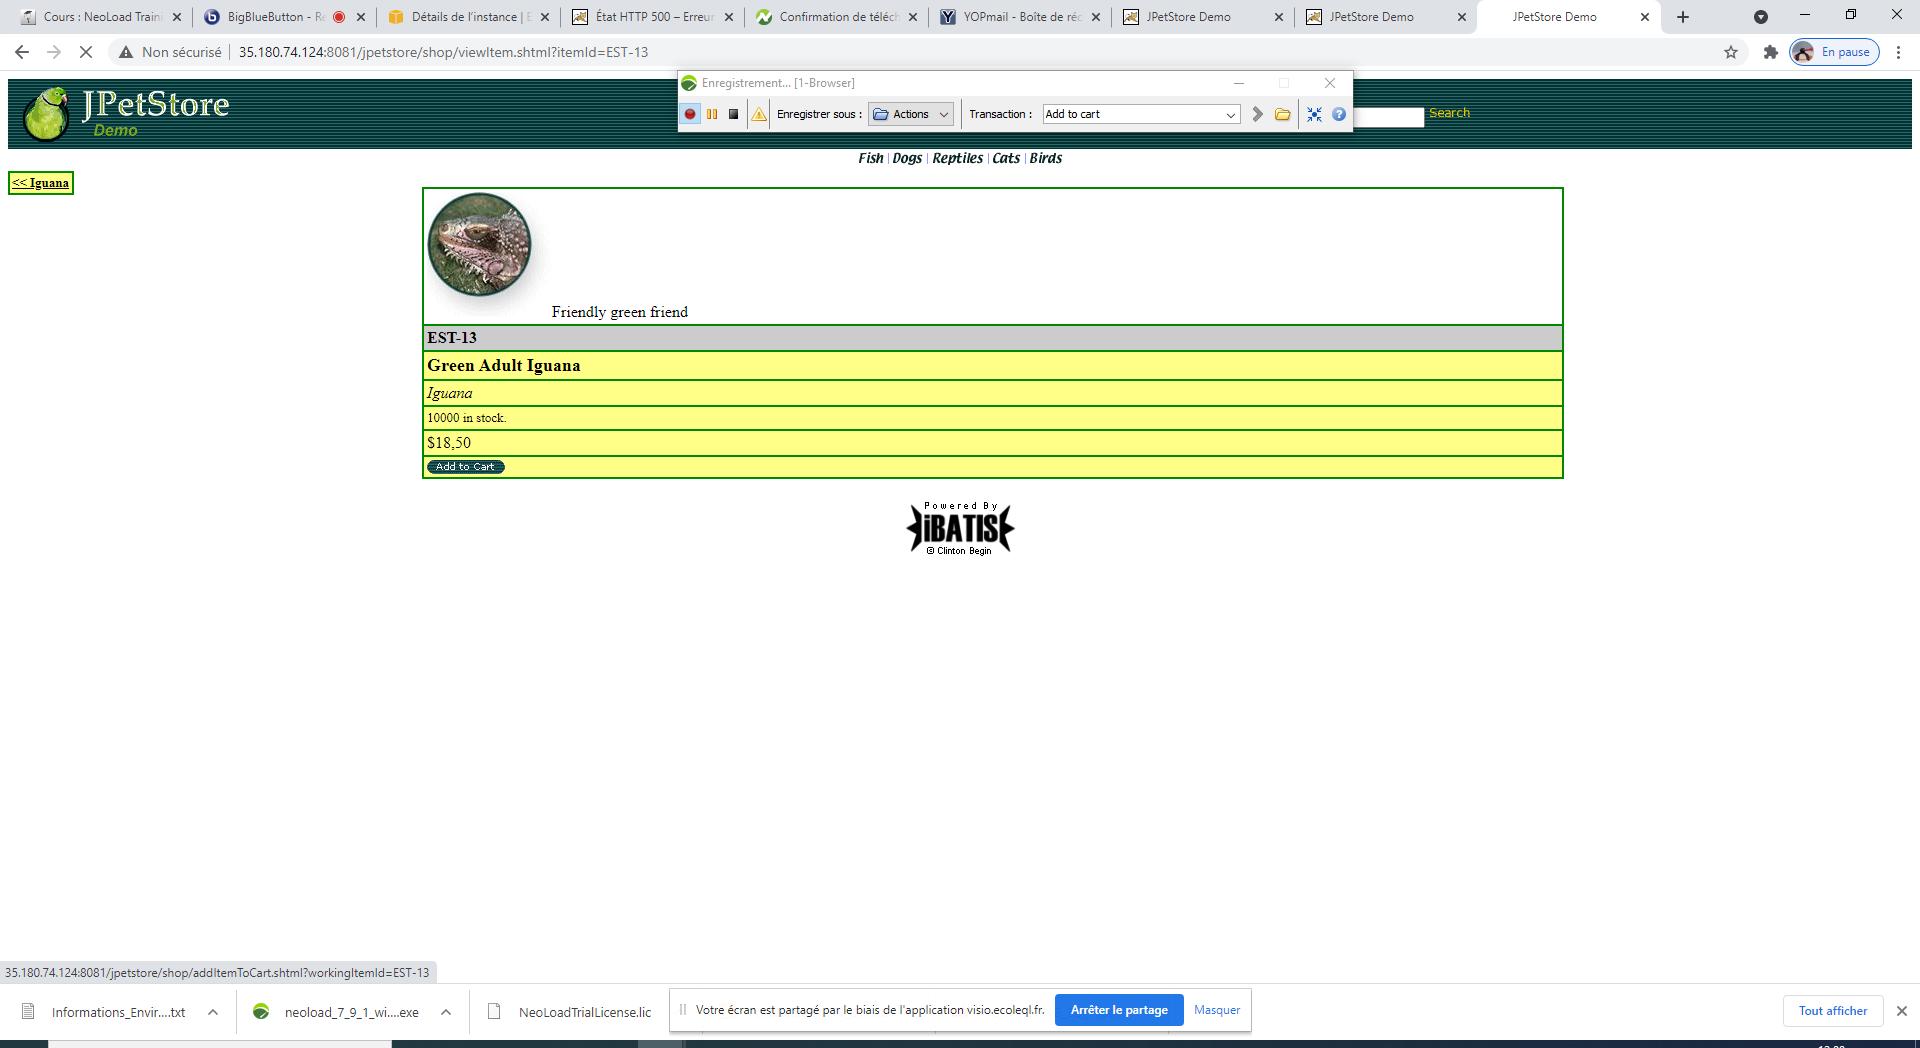 Cours : NeoLoad Traini
BigBlueButton - Re
Détails de l'instance | E
État HTTP 500 – Erreur
Confirmation de téléch
YOPmail - Boîte de réc
JPetStore Demo
JPetStore Demo
JPetStore Demo
Non sécurisé
35.180.74.124:8081/jpetstore/shop/viewItem.shtml?itemId=EST-13
En pause
Enregistrement... [1-Browser]
Enregistrer sous :
Actions
Transaction :
Add to cart
JPetStore
Demo
Search
Fish | Dogs | Reptiles | Cats | Birds
<< Iguana
Friendly green friend
EST-13
Green Adult Iguana
Iguana
10000 in stock.
$18,50
Add to Cart
Powered By
iBATIS
© Clinton Begin
35.180.74.124:8081/jpetstore/shop/addItemToCart.shtml?workingItemId=EST-13
Informations_Envir....txt
neoload_7_9_1_wi....exe
NeoLoadTrialLicense.lic
Votre écran est partagé par le biais de l'application visio.ecoleql.fr.
Arrêter le partage
Masquer
Tout afficher